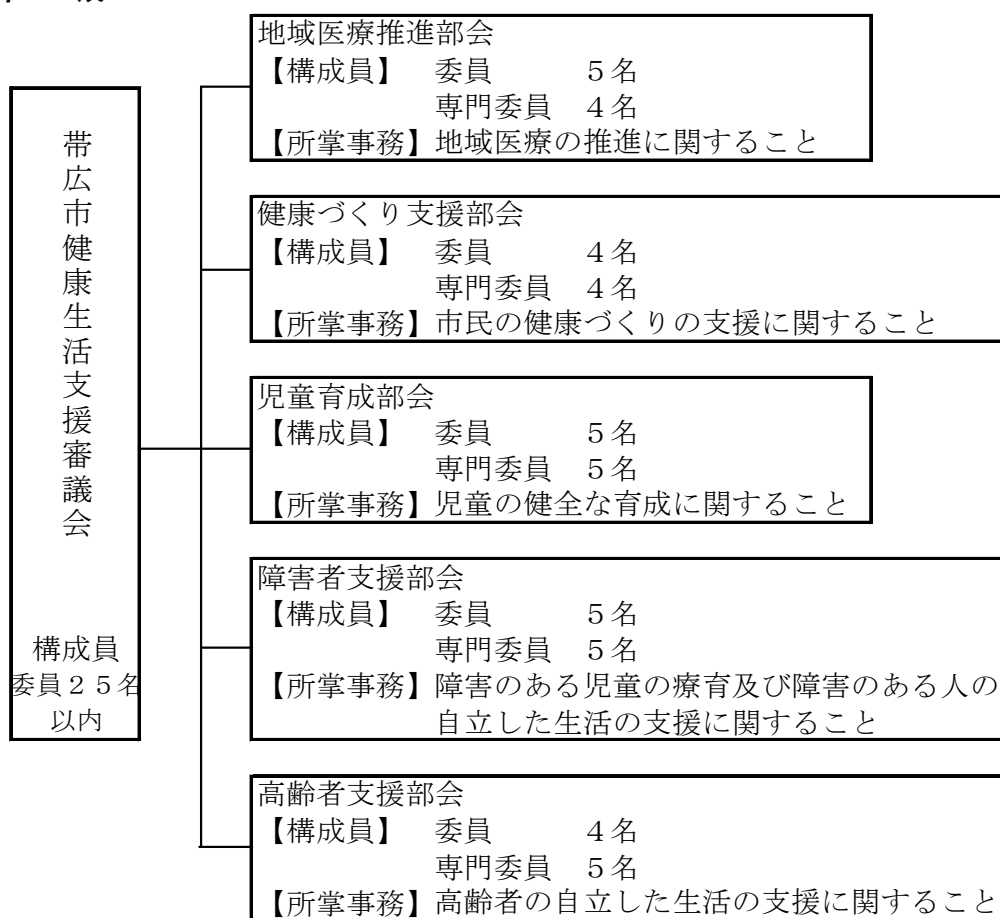 帯広市健康生活支援審議会
構成員
委員２５名
以内
地域医療推進部会
【構成員】 委員 ５名
専門委員 ４名
【所掌事務】地域医療の推進に関すること
健康づくり支援部会
【構成員】 委員 ４名
専門委員 ４名
【所掌事務】市民の健康づくりの支援に関すること
児童育成部会
【構成員】 委員 ５名
専門委員 ５名
【所掌事務】児童の健全な育成に関すること
障害者支援部会
【構成員】 委員 ５名
専門委員 ５名
【所掌事務】障害のある児童の療育及び障害のある人の
自立した生活の支援に関すること
高齢者支援部会
【構成員】 委員 ４名
専門委員 ５名
【所掌事務】高齢者の自立した生活の支援に関すること